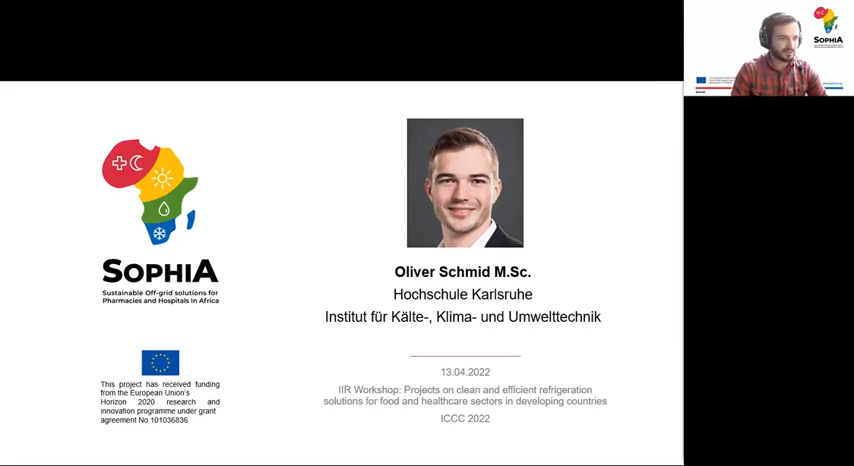 SOPHIA
Sustainable Off-grid solutions for
Pharmacies and Hospitals In Africa
This project has received funding
from the European Union's
Horizon 2020 research and
innovation programme under grant
agreement No 101036836
Oliver Schmid M.Sc.
Hochschule Karlsruhe
Institut für Kälte-, Klima- und Umwelttechnik
13.04.2022
IIR Workshop: Projects on clean and efficient refrigeration
solutions for food and healthcare sectors in developing countries
ICCC 2022
SOPHIA